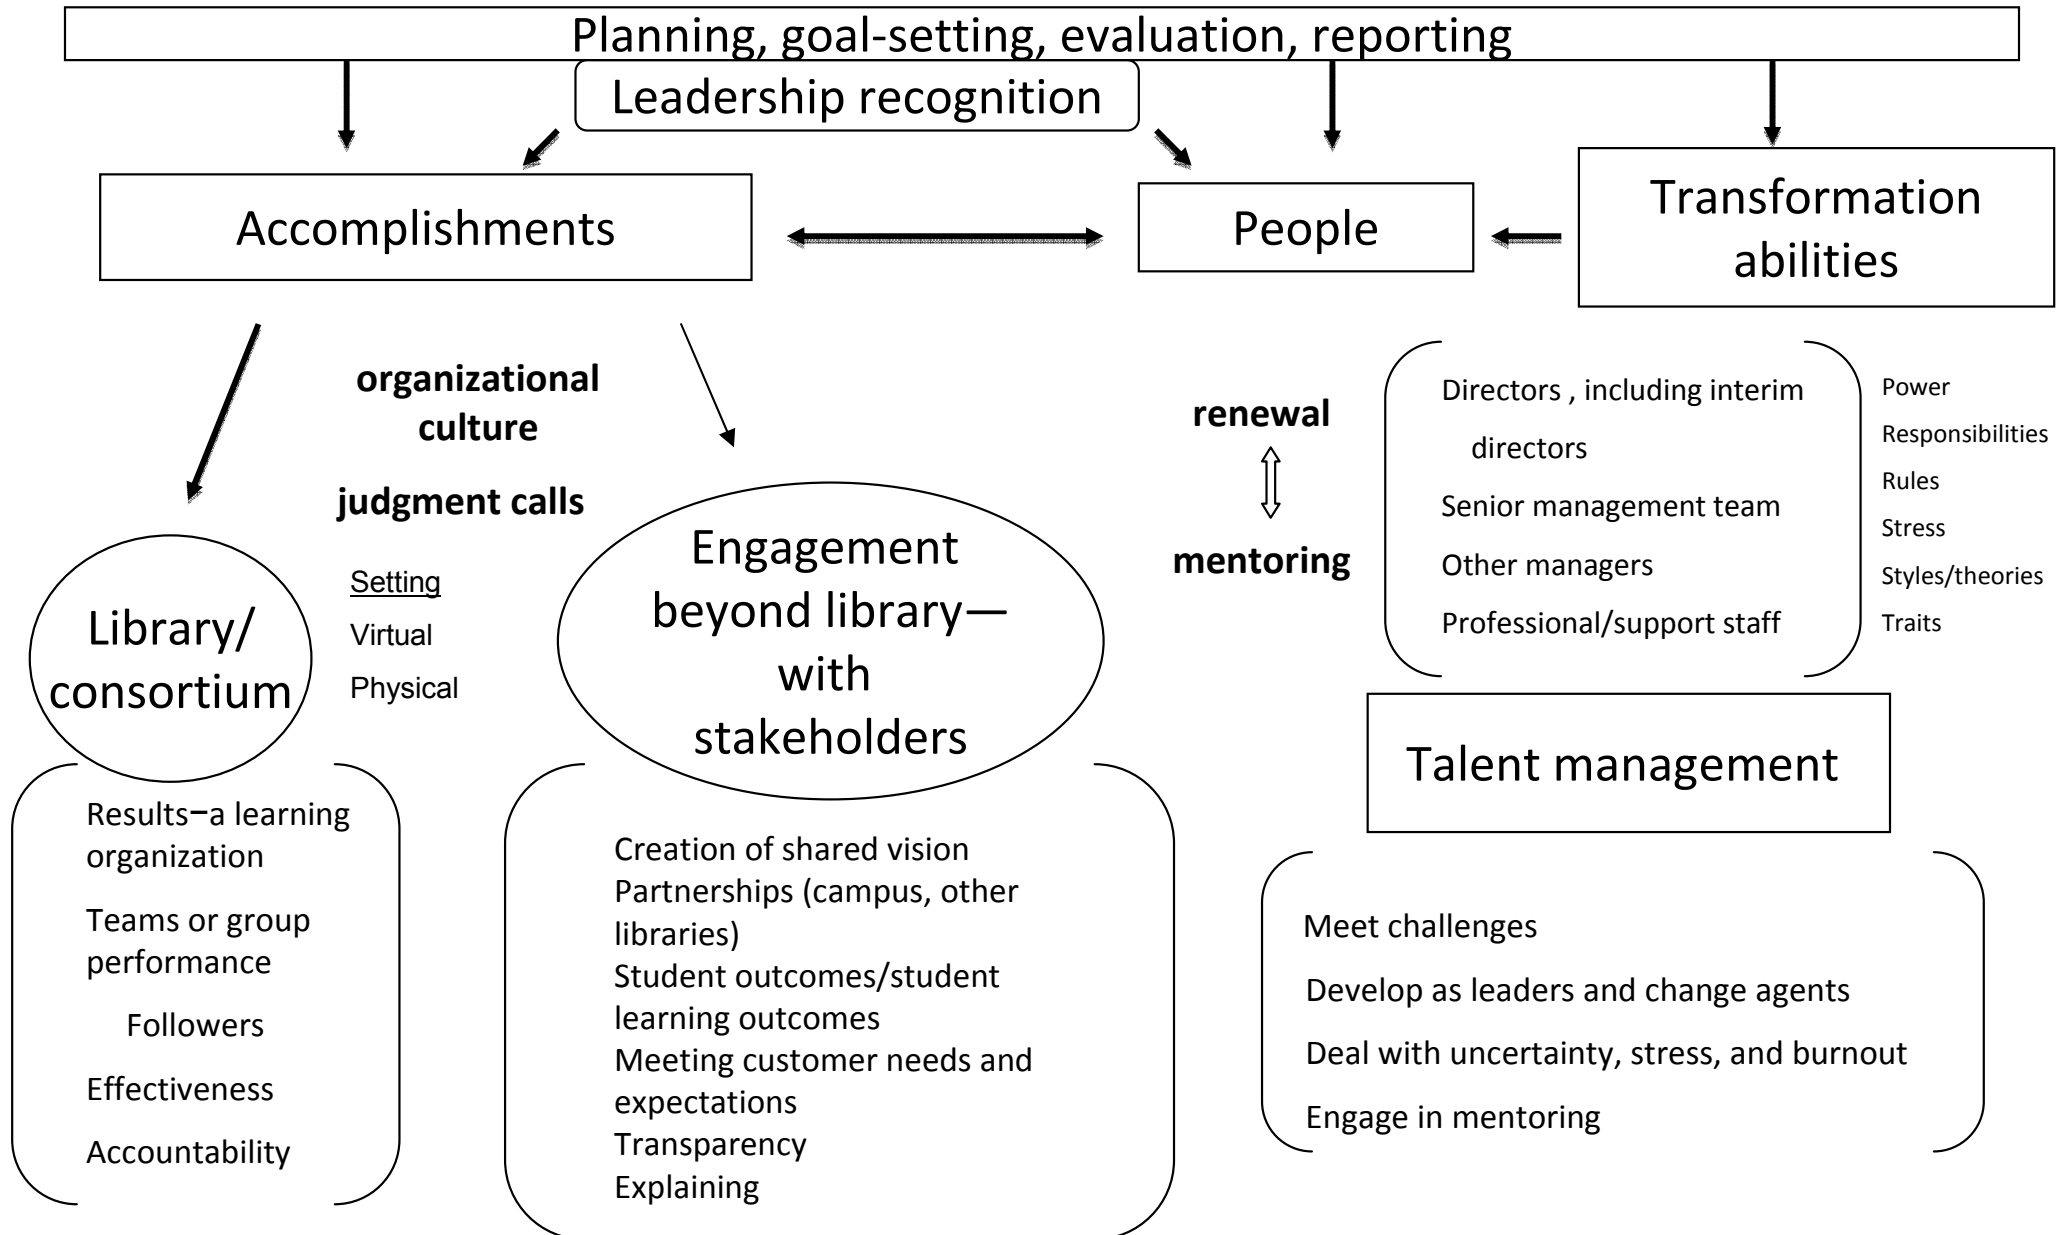 Planning, goal-setting, evaluation, reporting
Leadership recognition
Accomplishments
People
Transformation
abilities
organizational
culture
judgment calls
Setting
Virtual
Physical
Library/
consortium
Engagement
beyond library—
with
stakeholders
renewal
mentoring
Directors , including interim
directors
Senior management team
Other managers
Professional/support staff
Power
Responsibilities
Rules
Stress
Styles/theories
Traits
Talent management
Results–a learning
organization
Teams or group
performance
Followers
Effectiveness
Accountability
Creation of shared vision
Partnerships (campus, other
libraries)
Student outcomes/student
learning outcomes
Meeting customer needs and
expectations
Transparency
Explaining
Meet challenges
Develop as leaders and change agents
Deal with uncertainty, stress, and burnout
Engage in mentoring